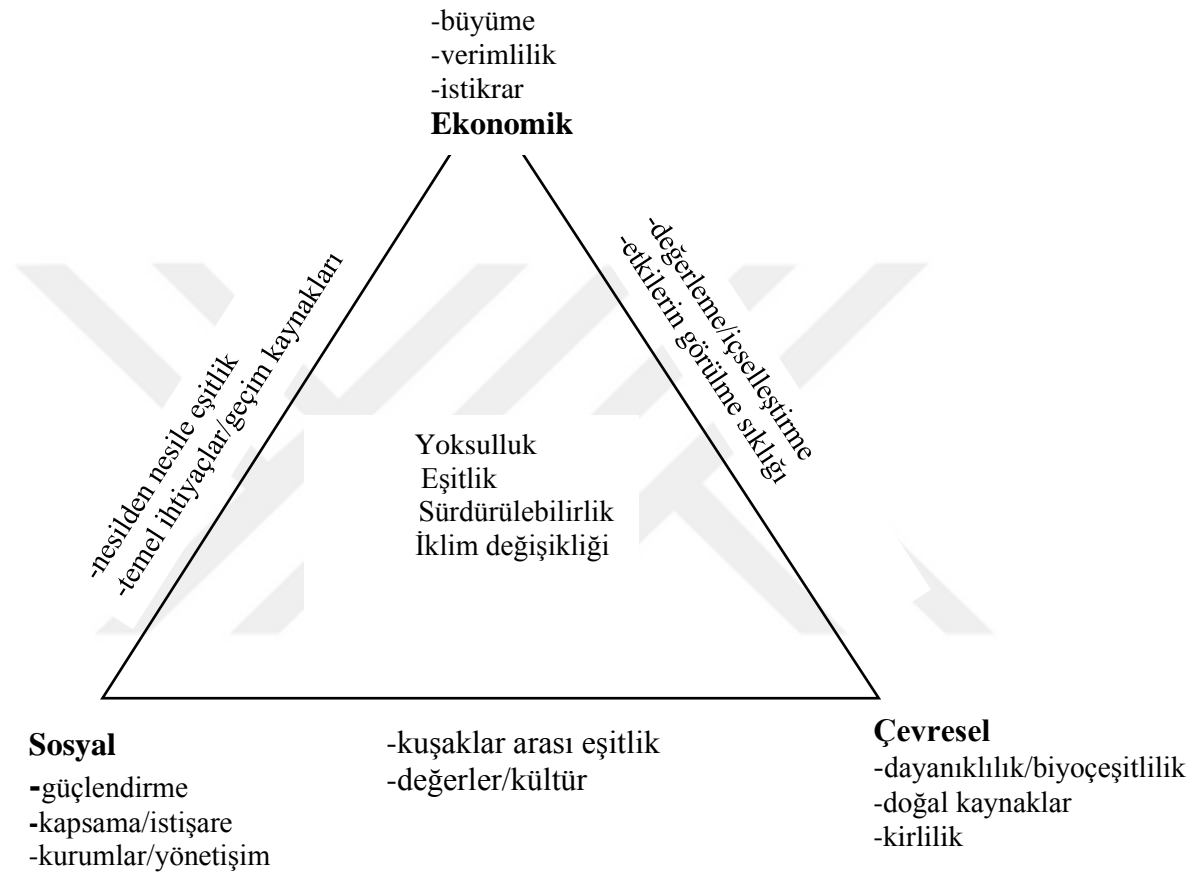 -büyüme
-verimlilik
-istikrar
Ekonomik
-nesilden nesile eşitlik
-temel ihtiyaçlar/geçim kaynakları
-değerleme/içselleştirme
-etkilerin görülme sıklığı
Yoksulluk
Eşitlik
Sürdürülebilirlik
İklim değişikliği
Sosyal
-güçlendirme
-kapsama/istişare
-kurumlar/yönetişim
-kuşaklar arası eşitlik
-değerler/kültür
Çevresel
-dayanıklılık/biyoçeşitlilik
-doğal kaynaklar
-kirlilik